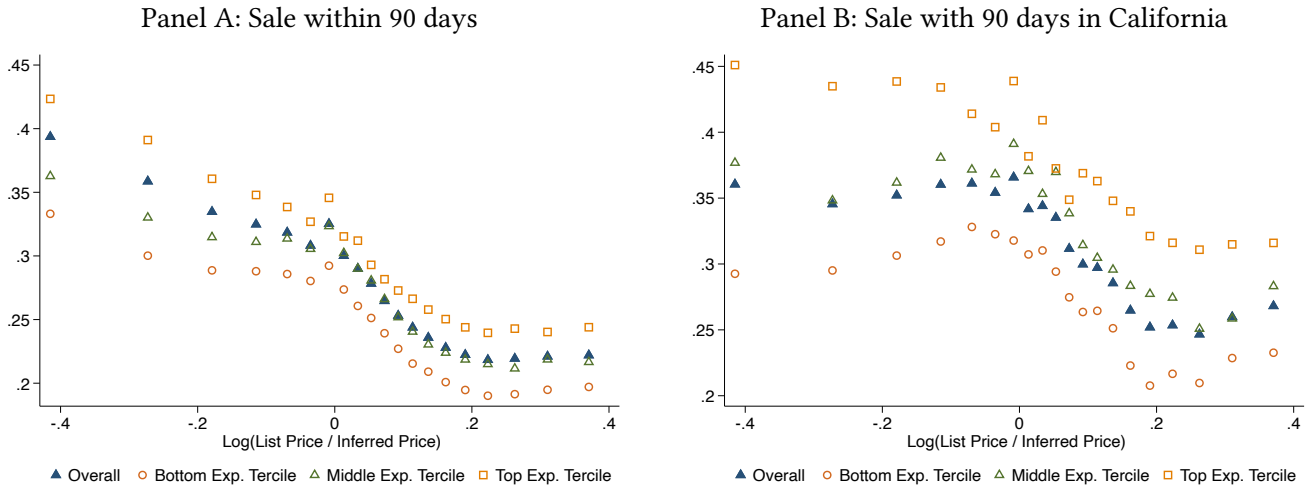 Panel A: Sale within 90 days
.45
.4
.35
.3
.25
.2
-.4 -.2 0 .2 .4
Log(List Price / Inferred Price)
Overall Bottom Exp. Tercile Middle Exp. Tercile Top Exp. Tercile
Panel B: Sale with 90 days in California
.45
.4
.35
.3
.25
.2
-.4 -.2 0 .2 .4
Log(List Price / Inferred Price)
Overall Bottom Exp. Tercile Middle Exp. Tercile Top Exp. Tercile